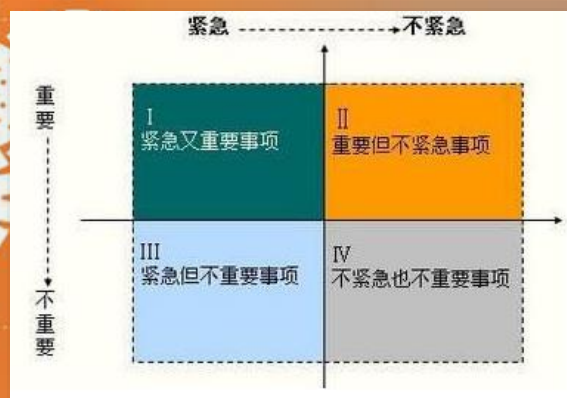 紧急 不紧急
重要
不重要
I
紧急又重要事项
II
重要但不紧急事项
III
紧急但不重要事项
IV
不紧急也不重要事项